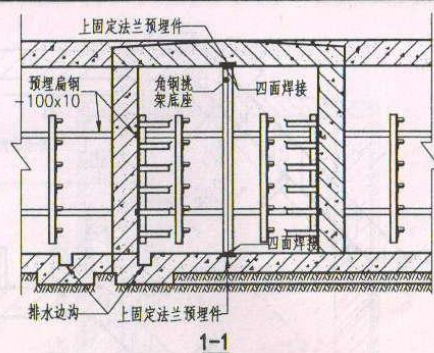 上固定法兰预埋件
预埋扁钢
-100x10
角钢挑
架底座
四面焊接
四面焊接
排水边沟
上固定法兰预埋件
1-1